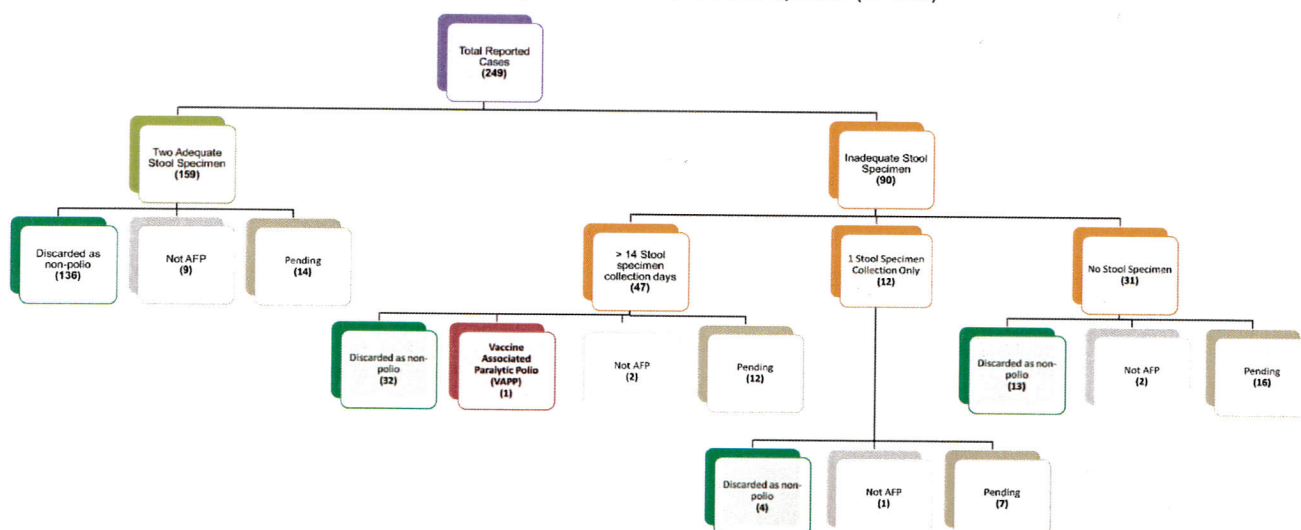 Total Reported
Cases
(249)
Two Adequate
Stool Specimen
(159)
Inadequate Stool
Specimen
(90)
Discarded as
non-polio
(136)
Not AFP
(9)
Pending
(14)
> 14 Stool
specimen
collection days
(47)
1 Stool Specimen
Collection Only
(12)
No Stool Specimen
(31)
Discarded as non-
polio
(32)
Vaccine
Associated
Paralytic Polio
(VAPP)
(1)
Not AFP
(2)
Pending
(12)
Discarded as non-
polio
(13)
Not AFP
(2)
Pending
(16)
Discarded as non-
polio
(4)
Not AFP
(1)
Pending
(7)